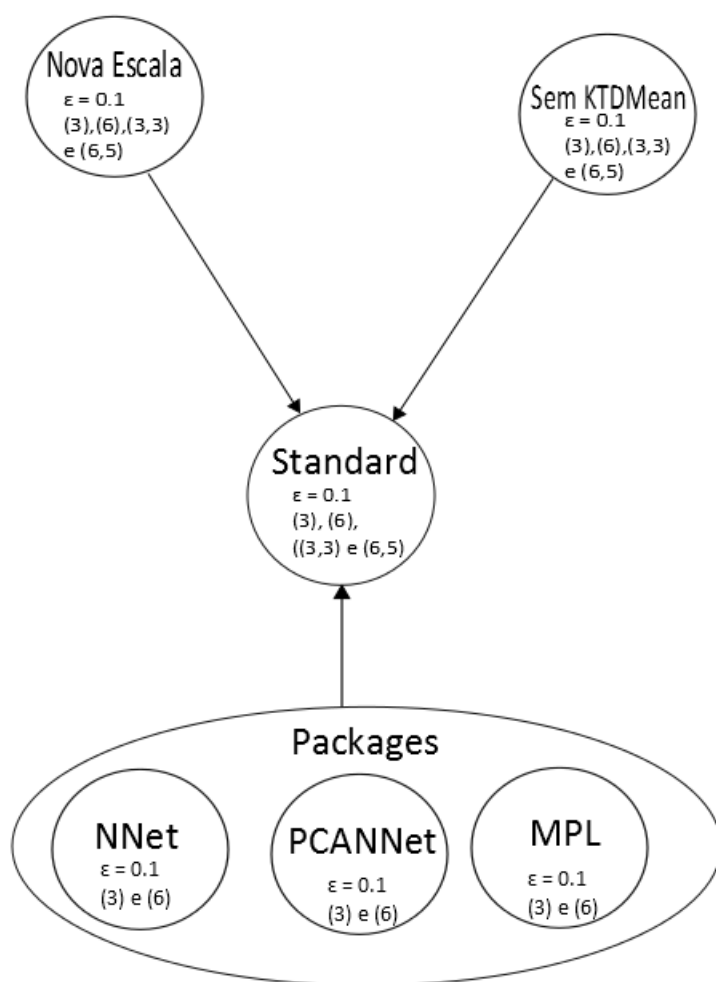 Nova Escala
ε = 0.1
(3),(6),(3,3)
e (6,5)
Sem KTDMean
ε = 0.1
(3),(6),(3,3)
e (6,5)
Standard
ε = 0.1
(3), (6),
((3,3) e (6,5)
Packages
NNet
ε = 0.1
(3) e (6)
PCANNet
ε = 0.1
(3) e (6)
MPL
ε = 0.1
(3) e (6)